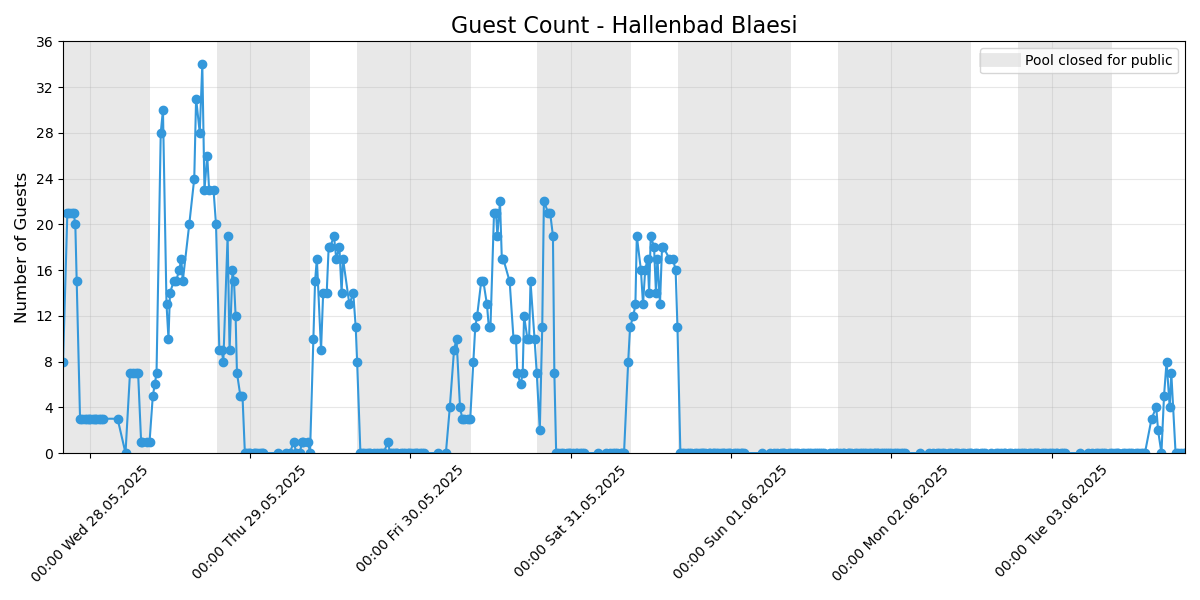 Guest Count - Hallenbad Blaesi
Pool closed for public
Number of Guests
36
32
28
24
20
16
12
8
4
0
00:00 Wed 28.05.2025
00:00 Thu 29.05.2025
00:00 Fri 30.05.2025
00:00 Sat 31.05.2025
00:00 Sun 01.06.2025
00:00 Mon 02.06.2025
00:00 Tue 03.06.2025